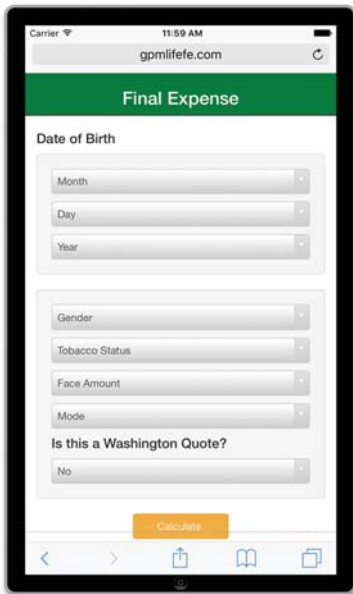 Carrier 11:59 AM
gpmlifefe.com
Final Expense
Date of Birth
Month
Day
Year
Gender
Tobacco Status
Face Amount
Mode
Is this a Washington Quote?
No
Calculate